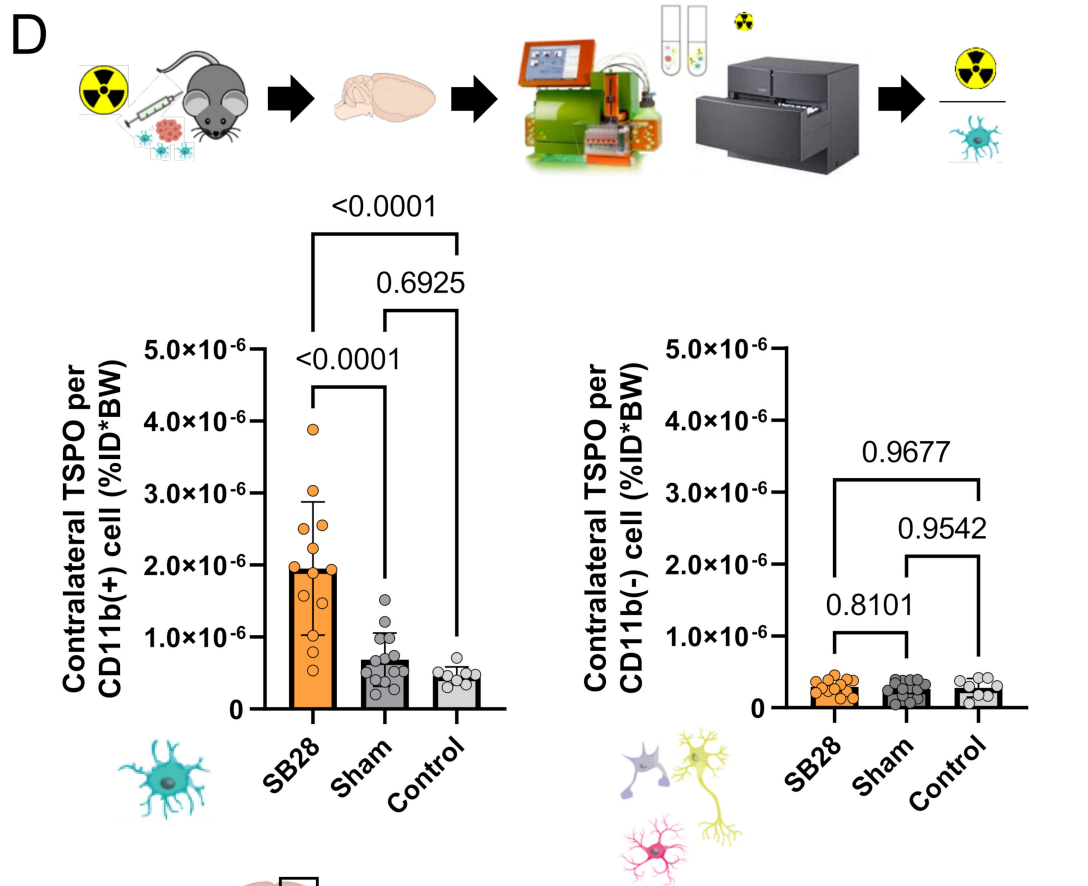 D
<0.0001
0.6925
<0.0001
Contralateral TSPO per
CD11b(+) cell (%ID*BW)
5.0×10⁻⁶
4.0×10⁻⁶
3.0×10⁻⁶
2.0×10⁻⁶
1.0×10⁻⁶
0
SB28
Sham
Control
Contralateral TSPO per
CD11b(-) cell (%ID*BW)
5.0×10⁻⁶
4.0×10⁻⁶
3.0×10⁻⁶
2.0×10⁻⁶
1.0×10⁻⁶
0
0.9677
0.9542
0.8101
SB28
Sham
Control